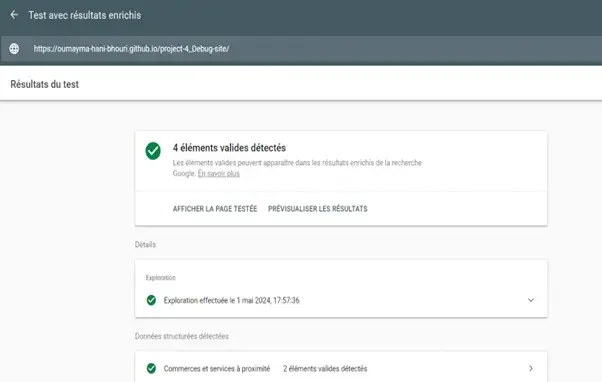 Test avec résultats enrichis
https://oumayma-hani-bhouri.github.io/project-4_Debug-site/
Résultats du test
4 éléments valides détectés
Les éléments valides peuvent apparaître dans les résultats enrichis de la recherche
Google. En savoir plus
AFFICHER LA PAGE TESTÉE PRÉVISUALISER LES RÉSULTATS
Détails
Exploration
Exploration effectuée le 1 mai 2024, 17:57:36
Données structurées détectées
Commerces et services à proximité 2 éléments valides détectés